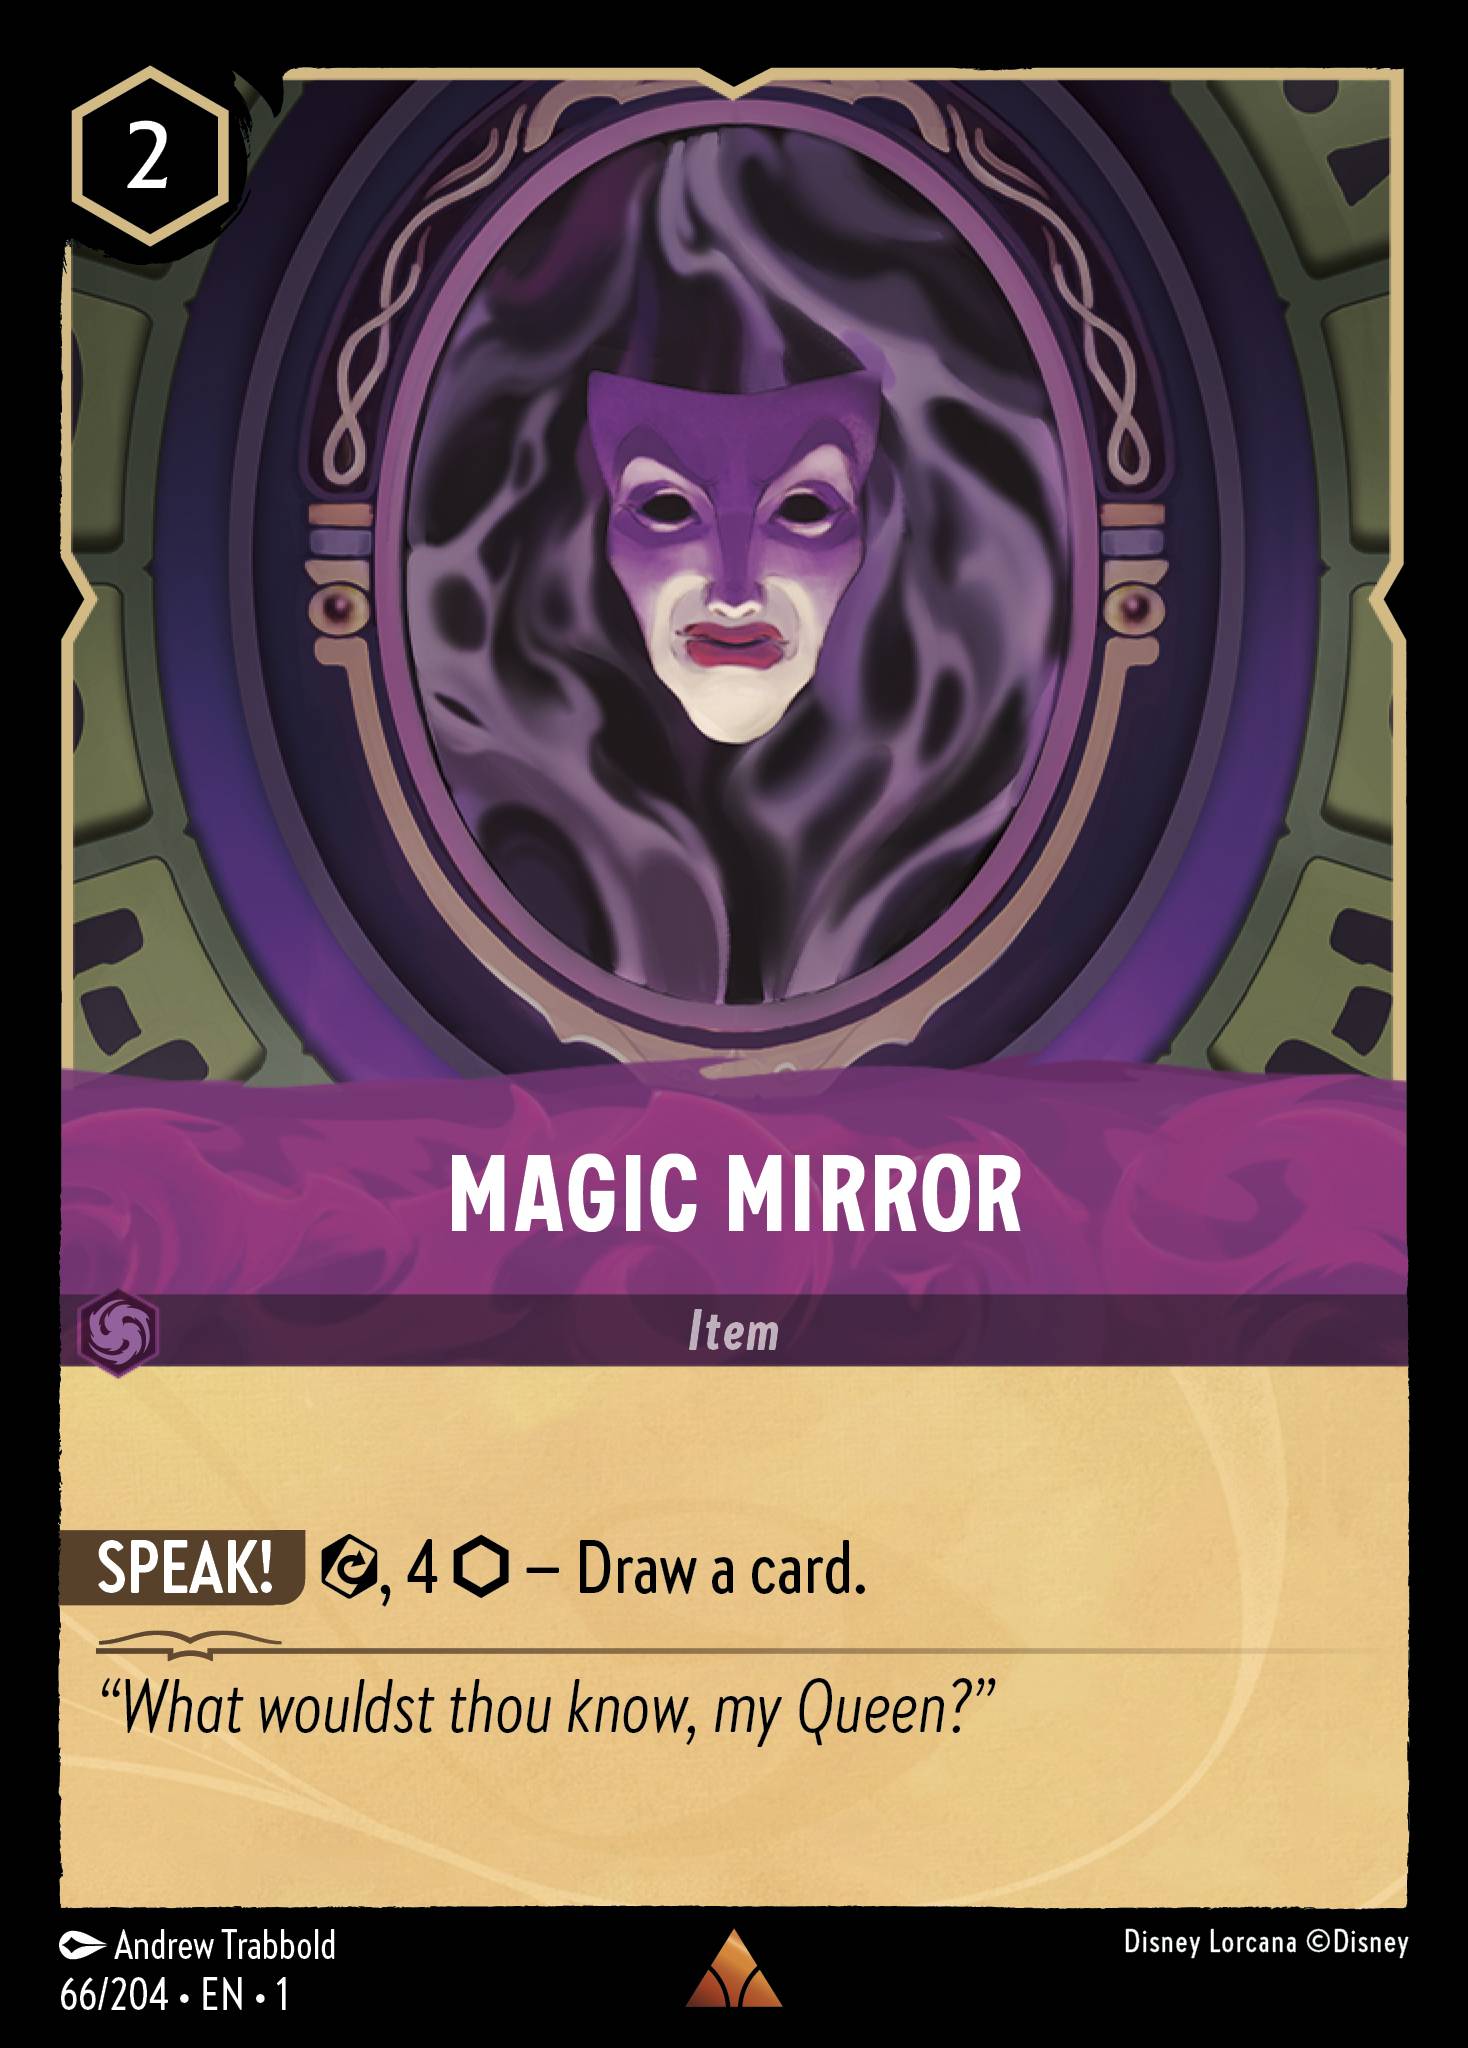 2
MAGIC MIRROR
Item
SPEAK! , 4 – Draw a card.
“What wouldst thou know, my Queen?”
Andrew Trabbold
Disney Lorcana ©Disney
66/204 • EN • 1